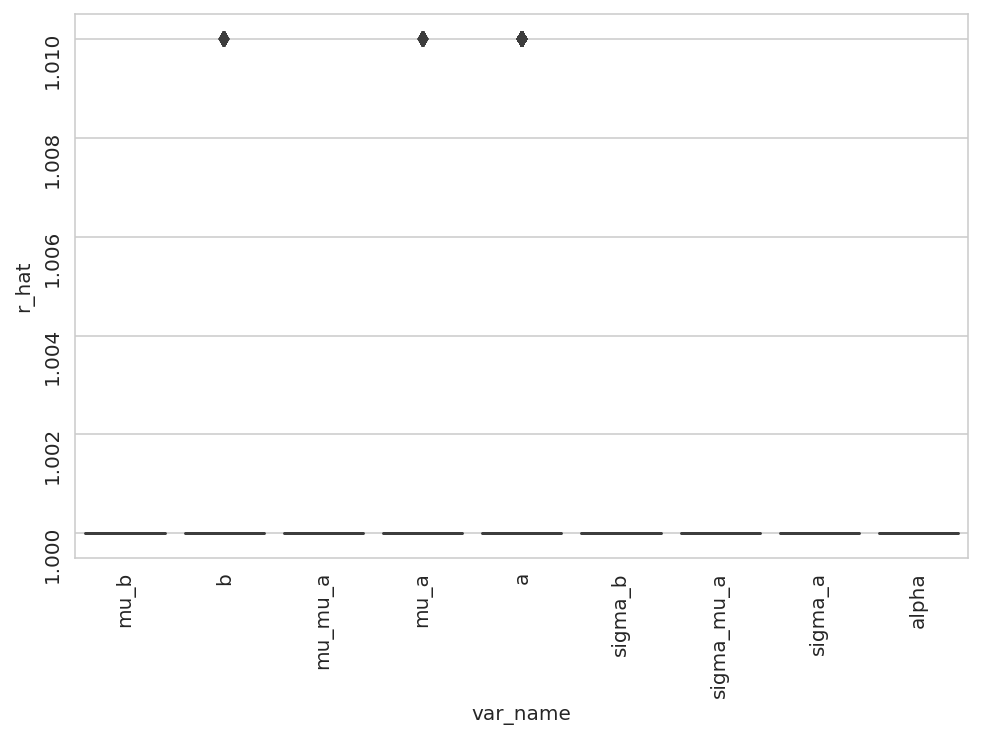 1.010
1.008
1.006
1.004
1.002
1.000
r_hat
mu_b
b
mu_mu_a
mu_a
a
sigma_b
sigma_mu_a
sigma_a
alpha
var_name